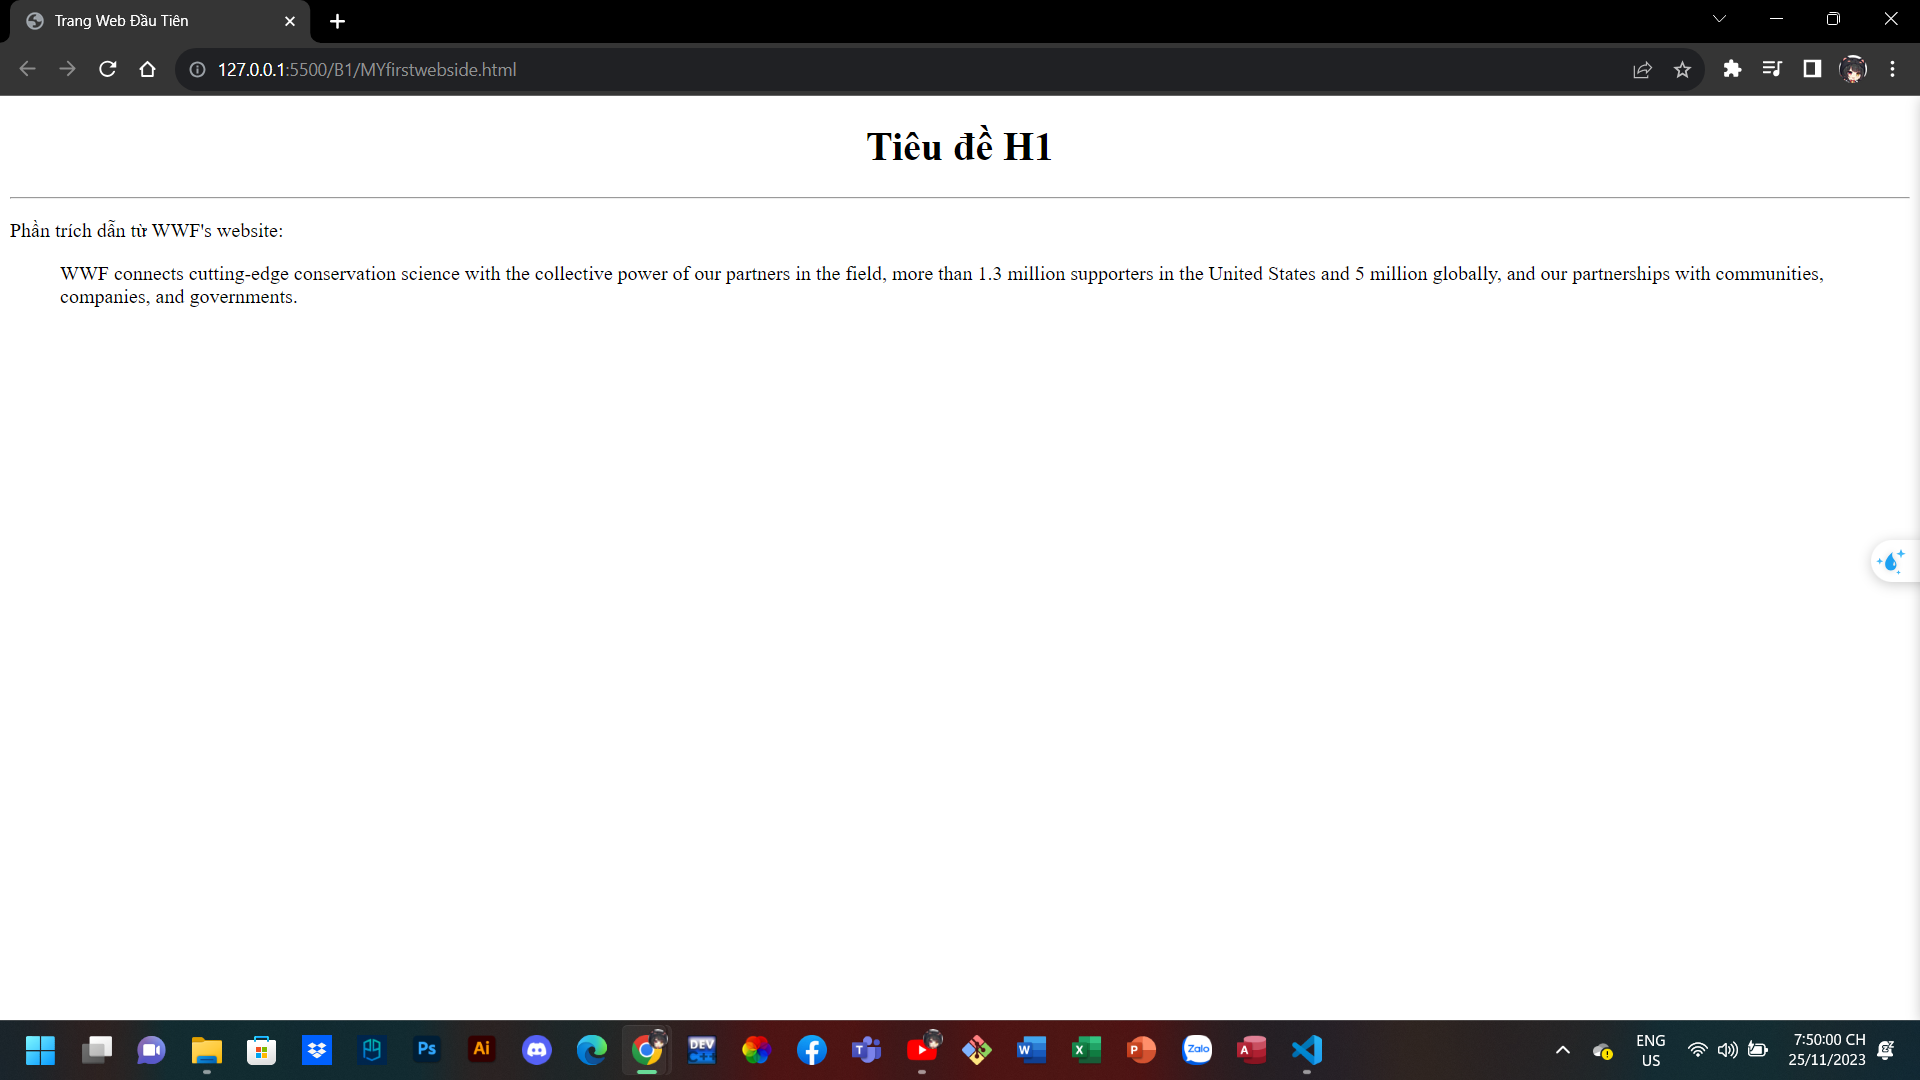 Trang Web Đầu Tiên
127.0.0.1:5500/B1/MYfirstwebside.html
Tiêu đề H1
Phần trích dẫn từ WWF's website:
WWF connects cutting-edge conservation science with the collective power of our partners in the field, more than 1.3 million supporters in the United States and 5 million globally, and our partnerships with communities,
companies, and governments.
Ps
Ai
DEV
C++
T
W
X
P
Zalo
A
ENG
US
7:50:00 CH
25/11/2023